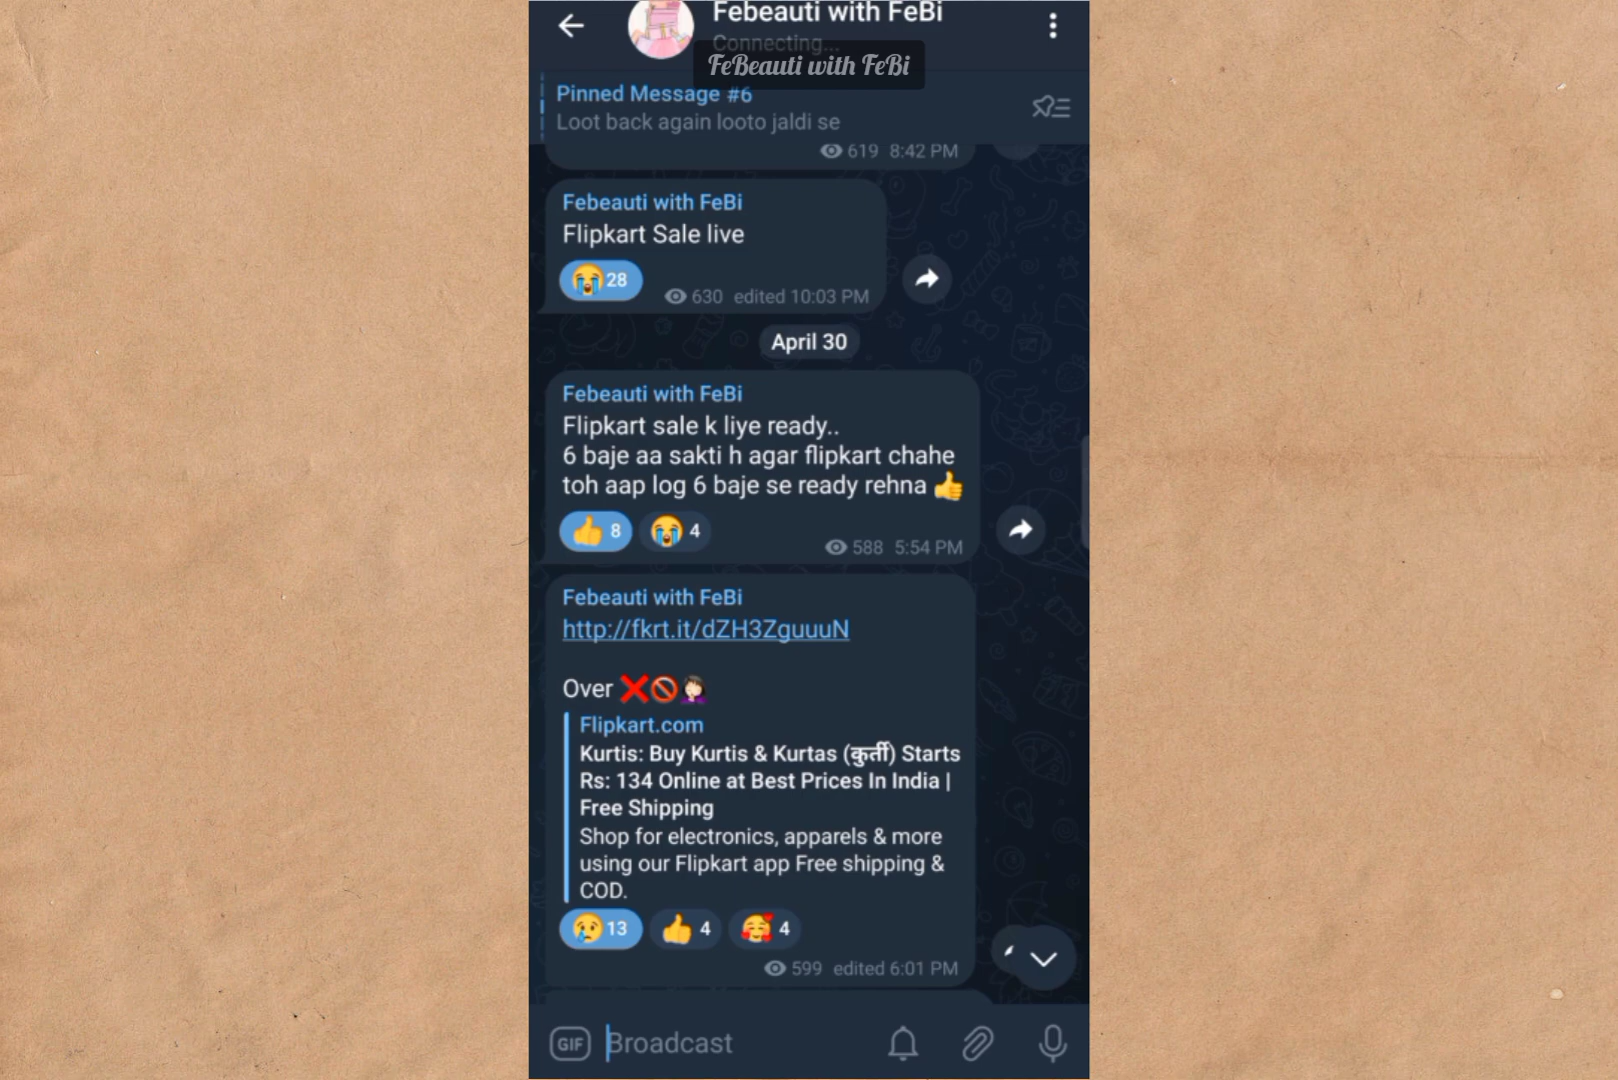 Febeauti with FeBi
Connecting...
FeBeauti with FeBi
Pinned Message #6
Loot back again looto jaldi se
619 8:42 PM
Febeauti with FeBi
Flipkart Sale live
28
630 edited 10:03 PM
April 30
Febeauti with FeBi
Flipkart sale k liye ready..
6 baje aa sakti h agar flipkart chahe
toh aap log 6 baje se ready rehna 👍
👍 8 😭 4
588 5:54 PM
Febeauti with FeBi
http://fkrt.it/dZH3ZguuuN
Over ❌🚫🤦🏻‍♀️
Flipkart.com
Kurtis: Buy Kurtis & Kurtas (कुर्ती) Starts
Rs: 134 Online at Best Prices In India |
Free Shipping
Shop for electronics, apparels & more
using our Flipkart app Free shipping &
COD.
😢 13 👍 4 🥰 4
599 edited 6:01 PM
GIF Broadcast